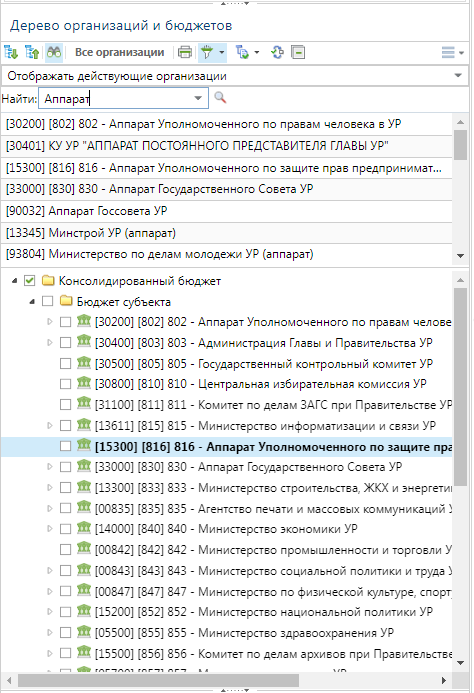 Дерево организаций и бюджетов
Все организации
Отображать действующие организации
Найти: Аппарат
[30200] [802] 802 - Аппарат Уполномоченного по правам человека в УР
[30401] КУ УР "АППАРАТ ПОСТОЯННОГО ПРЕДСТАВИТЕЛЯ ГЛАВЫ УР"
[15300] [816] 816 - Аппарат Уполномоченного по защите прав предпринимат...
[33000] [830] 830 - Аппарат Государственного Совета УР
[90032] Аппарат Госсовета УР
[13345] Минстрой УР (аппарат)
[93804] Министерство по делам молодежи УР (аппарат)
Консолидированный бюджет
Бюджет субъекта
[30200] [802] 802 - Аппарат Уполномоченного по правам челове
[30400] [803] 803 - Администрация Главы и Правительства УР
[30500] [805] 805 - Государственный контрольный комитет УР
[30800] [810] 810 - Центральная избирательная комиссия УР
[31100] [811] 811 - Комитет по делам ЗАГС при Правительстве УР
[13611] [815] 815 - Министерство информатизации и связи УР
[15300] [816] 816 - Аппарат Уполномоченного по защите пра
[33000] [830] 830 - Аппарат Государственного Совета УР
[13300] [833] 833 - Министерство строительства, ЖКХ и энергети
[00835] [835] 835 - Агентство печати и массовых коммуникаций У
[14000] [840] 840 - Министерство экономики УР
[00842] [842] 842 - Министерство промышленности и торговли У
[00843] [843] 843 - Министерство социальной политики и труда У
[00847] [847] 847 - Министерство по физической культуре, спорт
[15200] [852] 852 - Министерство национальной политики УР
[05500] [855] 855 - Министерство здравоохранения УР
[15500] [856] 856 - Комитет по делам архивов при Правительстве